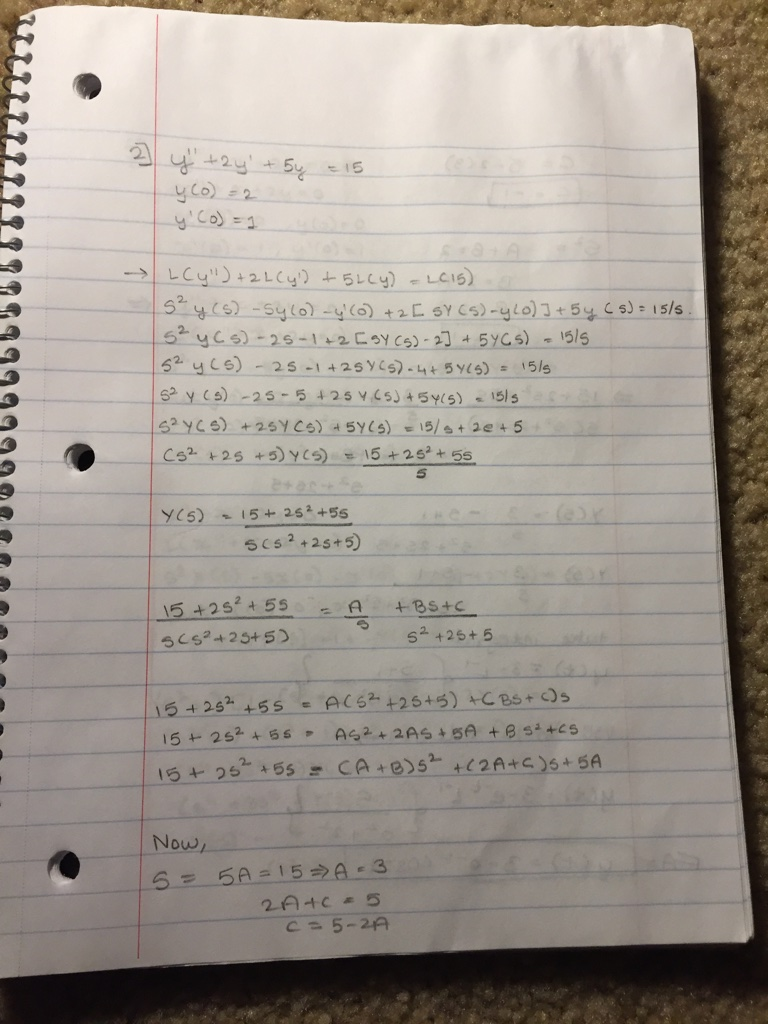 2] y'' + 2y' + 5y = 15
y(0) = 2
y'(0) = 1
→ L(y'') + 2L(y') + 5L(y) = L(15)
s² y(s) - sy(0) - y'(0) + 2[sY(s) - y(0)] + 5y(s) = 15/s.
s² y(s) - 2s - 1 + 2[sY(s) - 2] + 5Y(s) = 15/s
s² y(s) - 2s - 1 + 2sY(s) - 4 + 5Y(s) = 15/s
s² Y(s) - 2s - 5 + 2sY(s) + 5Y(s) = 15/s
s² Y(s) + 2sY(s) + 5Y(s) = 15/s + 2s + 5
(s² + 2s + 5) Y(s) = 15 + 2s² + 5s
s
Y(s) = 15 + 2s² + 5s
s(s² + 2s + 5)
15 + 2s² + 5s = A + Bs + C
s(s² + 2s + 5) s s² + 2s + 5
15 + 2s² + 5s = A(s² + 2s + 5) + (Bs + C)s
15 + 2s² + 5s = As² + 2As + 5A + Bs² + Cs
15 + 2s² + 5s = (A + B)s² + (2A + C)s + 5A
Now,
s = 5A = 15 ⇒ A = 3
2A + C = 5
C = 5 - 2A